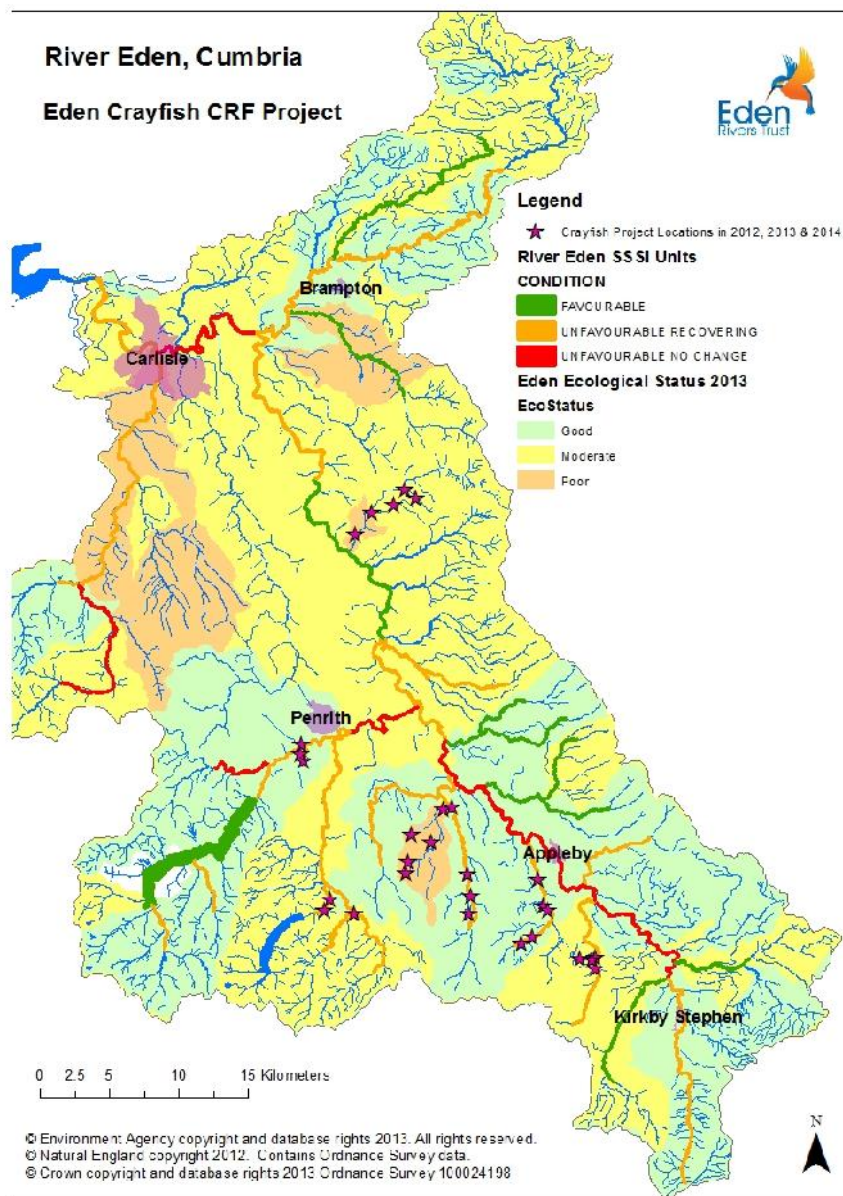 River Eden, Cumbria
Eden Crayfish CRF Project
Eden
Rivers Trust
Legend
Crayfish Project Locations in 2012, 2013 & 2014
River Eden SSSI Units
CONDITION
FAVOURABLE
UNFAVOURABLE RECOVERING
UNFAVOURABLE NO CHANGE
Eden Ecological Status 2013
EcoStatus
Good
Moderate
Poor
Brampton
Carlisle
Penrith
Appleby
Kirkby Stephen
0 2.5 5 10 15 Kilometers
N
© Environment Agency copyright and database rights 2013. All rights reserved.
© Natural England copyright 2012. Contains Ordnance Survey data.
© Crown copyright and database rights 2013 Ordnance Survey 100024198